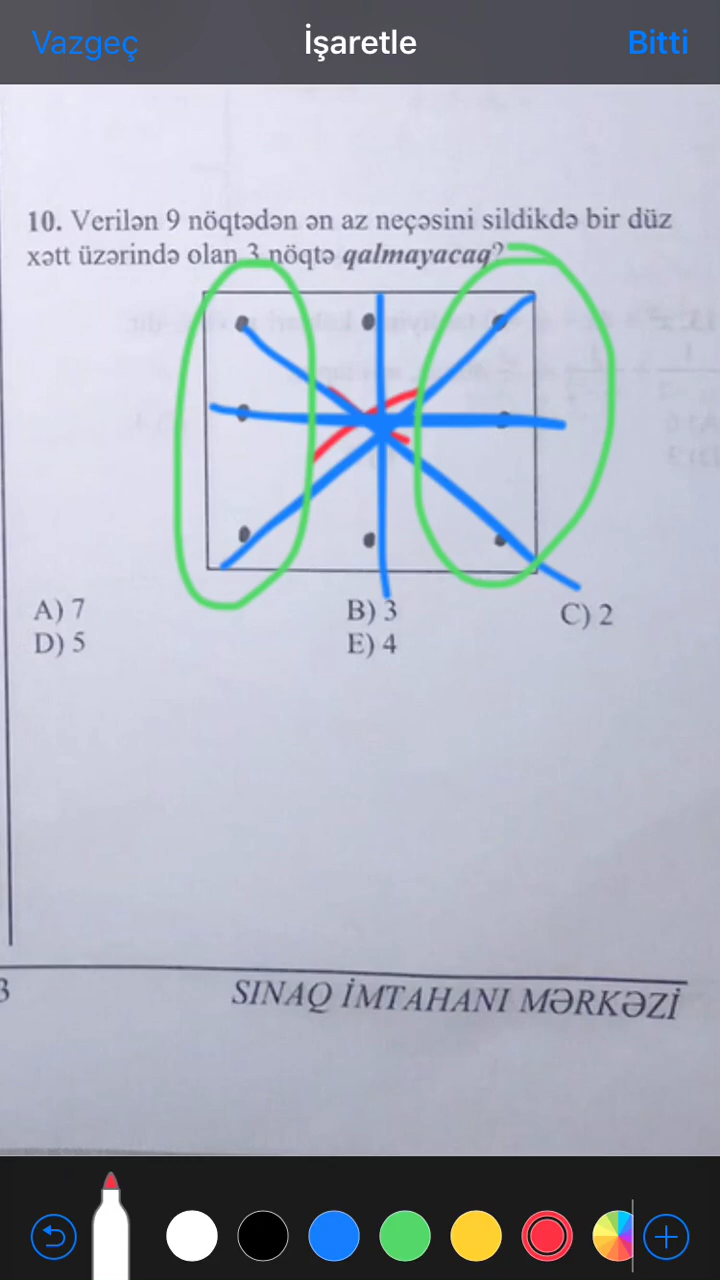 Vazgeç İşaretle Bitti
10. Verilən 9 nöqtədən ən az neçəsini sildikdə bir düz
xətt üzərində olan 3 nöqtə qalmayacaq?
A) 7 B) 3 C) 2
D) 5 E) 4
3 SINAQ İMTAHANI MƏRKƏZİ